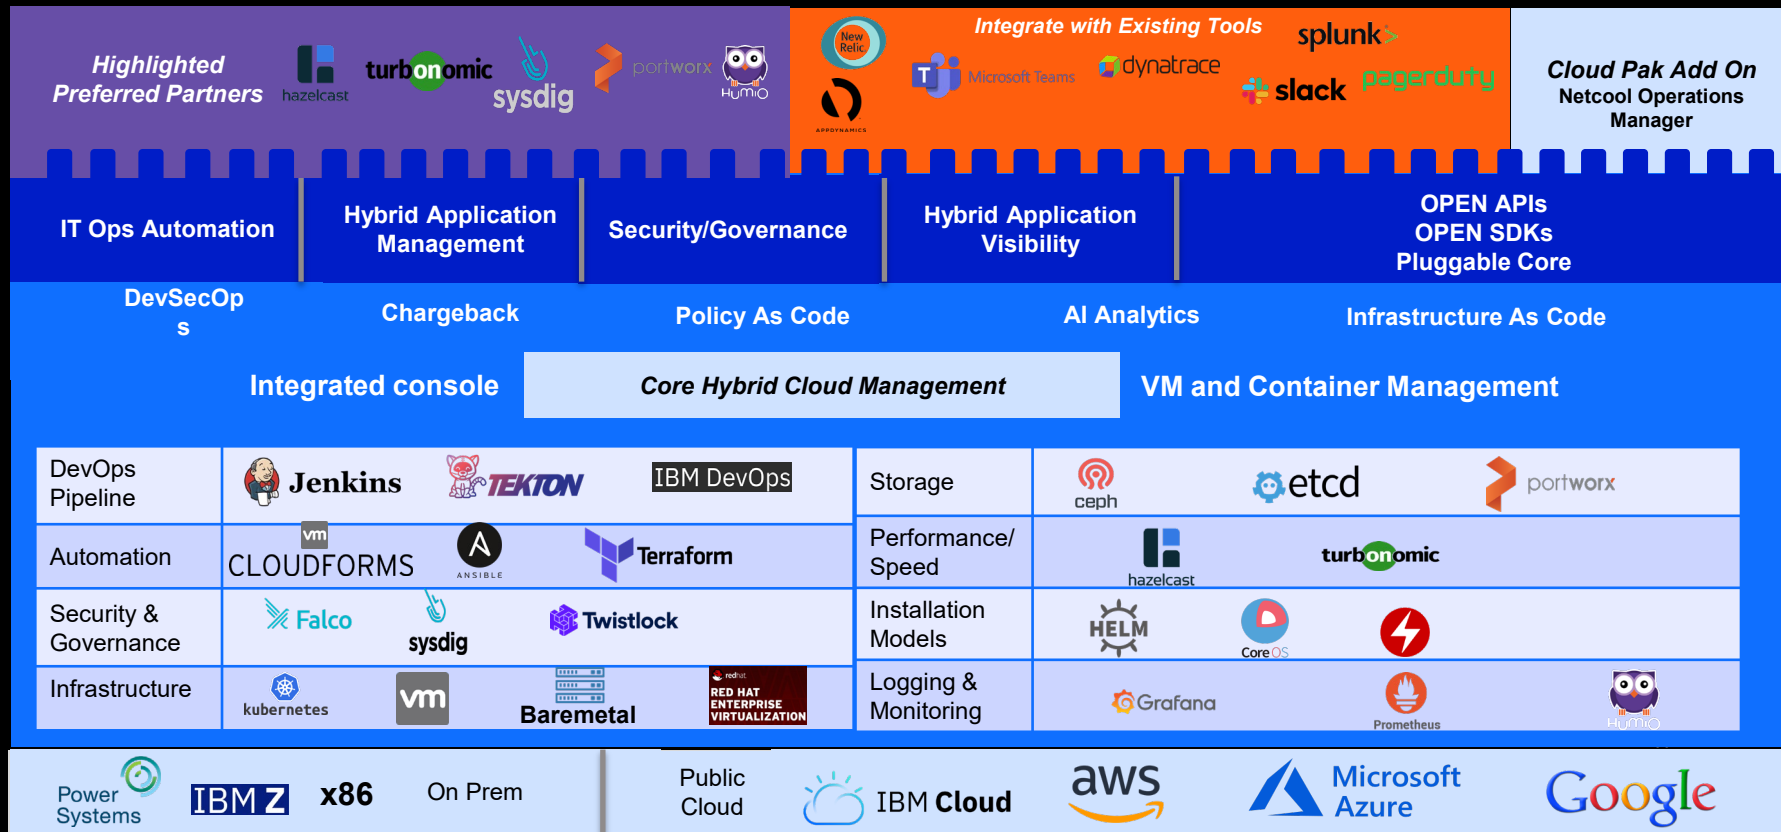 Highlighted
Preferred Partners
hazelcast
turbonomic
sysdig
portworx
HUMIO
Integrate with Existing Tools
New
Relic.
APPDYNAMICS
T
Microsoft Teams
dynatrace
splunk>
slack
pagerduty
Cloud Pak Add On
Netcool Operations
Manager
IT Ops Automation
Hybrid Application
Management
Security/Governance
Hybrid Application
Visibility
OPEN APIs
OPEN SDKs
Pluggable Core
DevSecOp
s
Chargeback
Policy As Code
AI Analytics
Infrastructure As Code
Integrated console
Core Hybrid Cloud Management
VM and Container Management
DevOps
Pipeline
Jenkins
TEKTON
IBM DevOps
Storage
ceph
etcd
portworx
Automation
vm
CLOUDFORMS
A
ANSIBLE
Terraform
Performance/
Speed
hazelcast
turbonomic
Security &
Governance
Falco
sysdig
Twistlock
Installation
Models
HELM
CoreOS
Infrastructure
kubernetes
vm
Baremetal
redhat.
RED HAT
ENTERPRISE
VIRTUALIZATION
Logging &
Monitoring
Grafana
Prometheus
HUMIO
Power
Systems
IBM Z
x86
On Prem
Public
Cloud
IBM Cloud
aws
Microsoft
Azure
Google